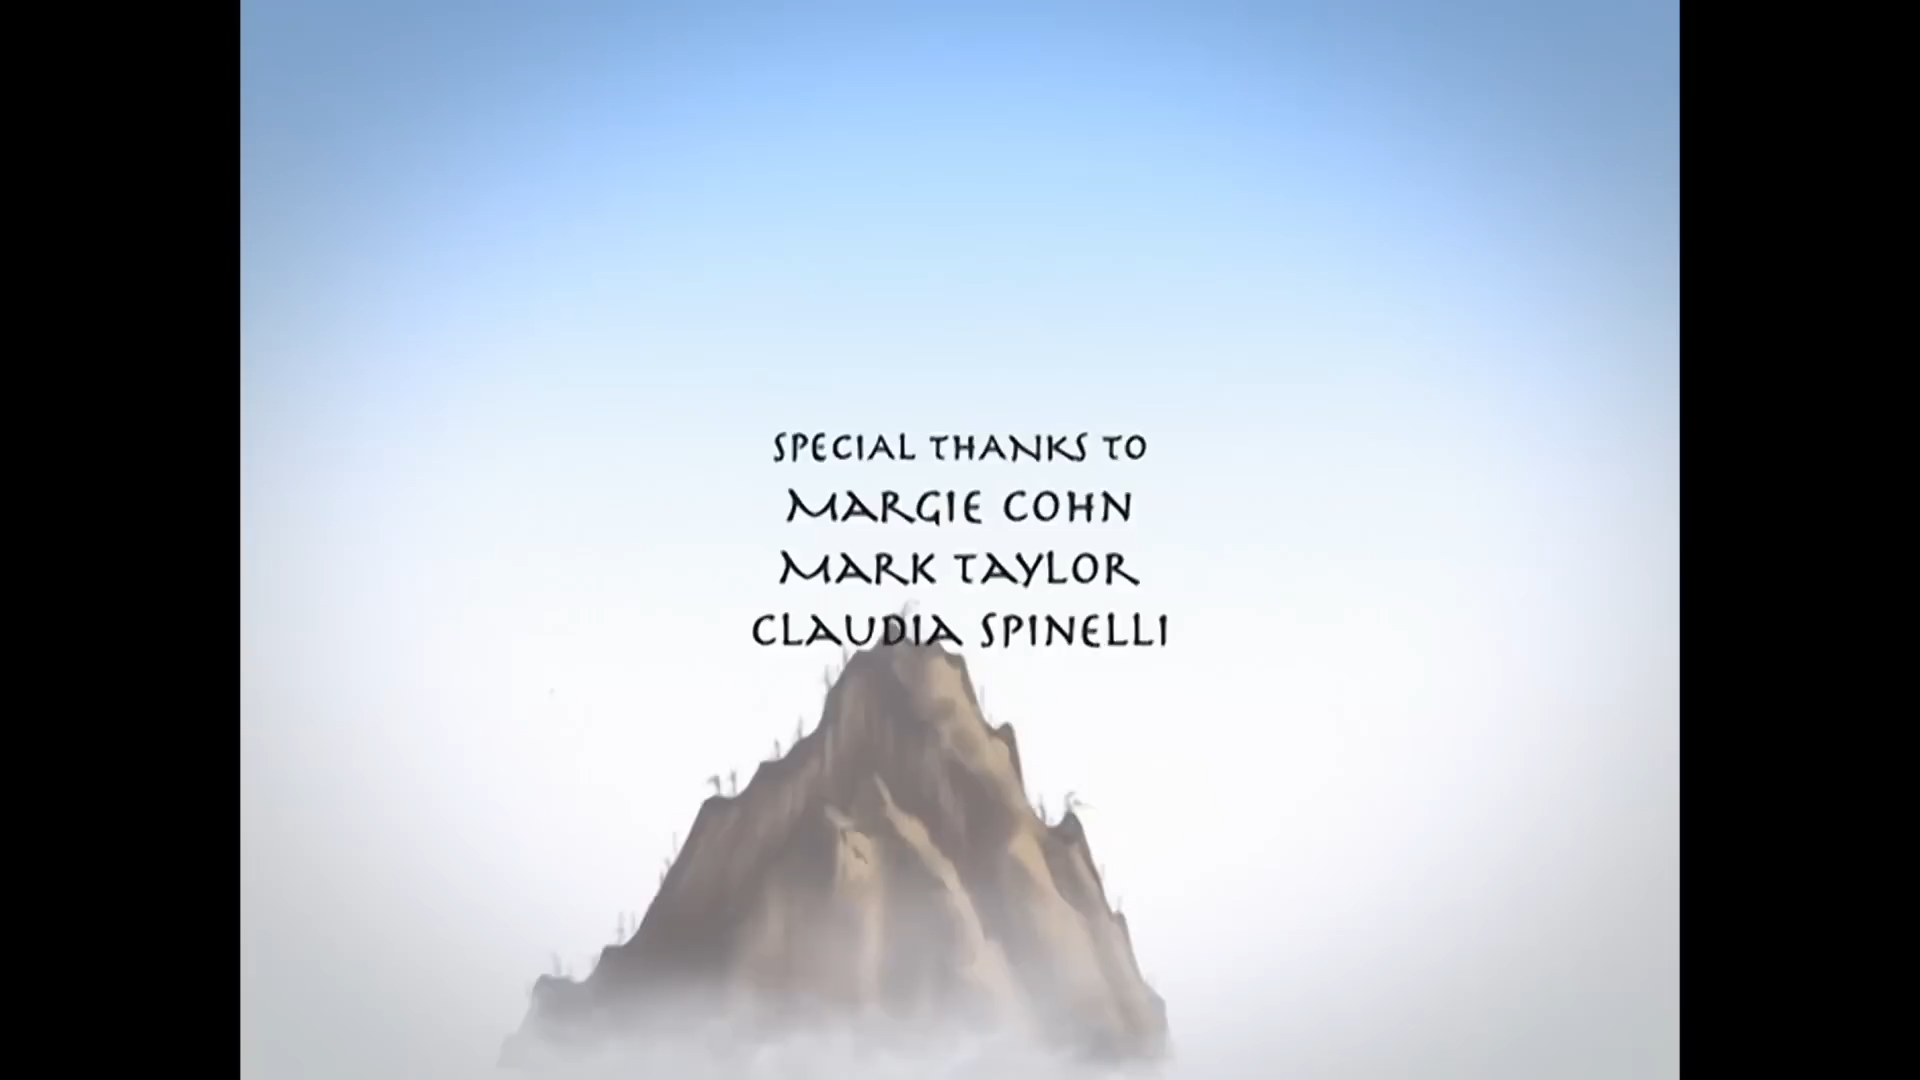 SPECIAL THANKS TO
MARGIE COHN
MARK TAYLOR
CLAUDIA SPINELLI